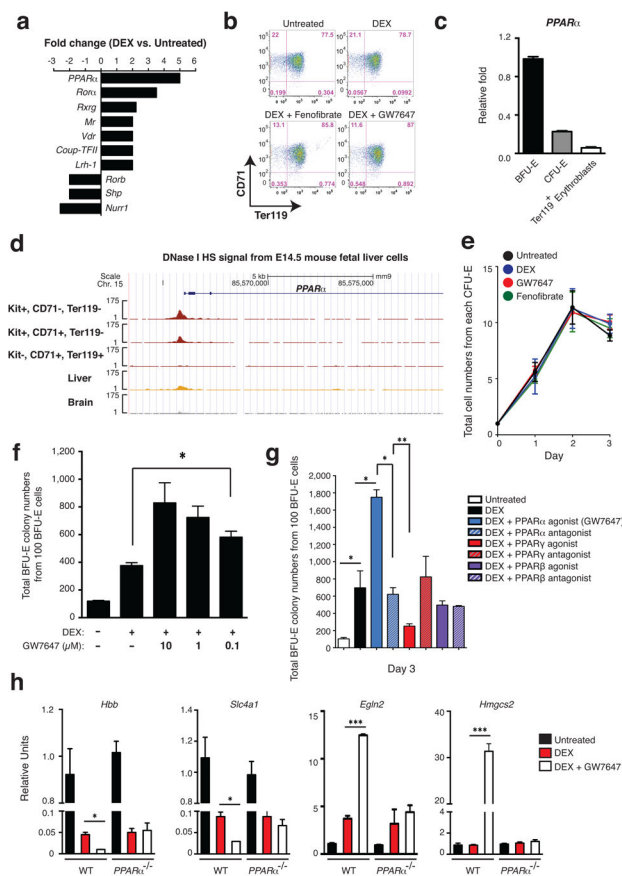 a
Fold change (DEX vs. Untreated)
-3 -2 -1 0 1 2 3 4 5 6
PPARα
Rorα
Rxrg
Mr
Vdr
Coup-TFII
Lrh-1
Rorb
Shp
Nurr1
b
Untreated
DEX
22 77.5
21.1 78.7
0.199 0.304
0.0567 0.0992
DEX + Fenofibrate
DEX + GW7647
13.1 85.8
11.6 87
0.353 0.774
0.548 0.892
CD71
Ter119
c
PPARα
Relative fold
1.2
0.8
0.4
0.0
BFU-E
CFU-E
Ter119+ Erythroblasts
d
DNase I HS signal from E14.5 mouse fetal liver cells
Scale
Chr. 15
5 kb
mm9
85,570,000
85,575,000
PPARα
Kit+, CD71-, Ter119-
175
1
Kit+, CD71+, Ter119-
175
1
Kit-, CD71+, Ter119+
175
1
Liver
175
1
Brain
175
1
e
Untreated
DEX
GW7647
Fenofibrate
Total cell numbers from each CFU-E
15
10
5
0
0 1 2 3
Day
f
Total BFU-E colony numbers
from 100 BFU-E cells
1,200
1,000
800
600
400
200
0
*
DEX: - + + + +
GW7647 (μM): - - 10 1 0.1
g
Total BFU-E colony numbers from 100 BFU-E cells
2,000
1,800
1,600
1,400
1,200
1,000
800
600
400
200
0
* * * **
Day 3
Untreated
DEX
DEX + PPARα agonist (GW7647)
DEX + PPARα antagonist
DEX + PPARγ agonist
DEX + PPARγ antagonist
DEX + PPARβ agonist
DEX + PPARβ antagonist
h
Relative Units
Hbb
1.2
1.0
0.8
0.6
0.4
0.10
0.05
0
*
WT PPARα-/-
Slc4a1
1.4
1.2
1.0
0.8
0.6
0.4
0.10
0.05
0
*
WT PPARα-/-
Egln2
15
10
5
0
***
WT PPARα-/-
Hmgcs2
40
30
20
5
0
***
WT PPARα-/-
Untreated
DEX
DEX + GW7647